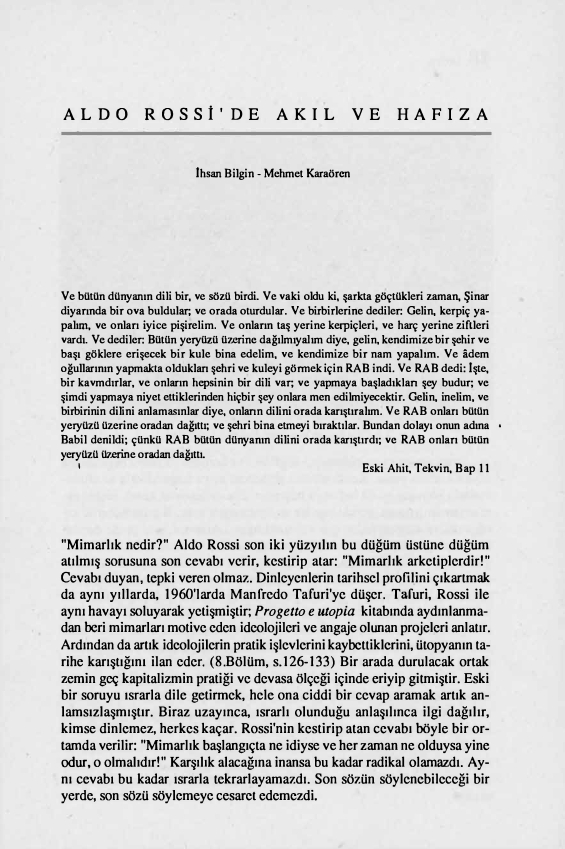 ALDO ROSSİ'DE AKIL VE HAFIZA
İhsan Bilgin - Mehmet Karaören
Ve bütün dünyanın dili bir, ve sözü birdi. Ve vaki oldu ki, şarkta göçtükleri zaman, Şinar
diyarında bir ova buldular; ve orada oturdular. Ve birbirlerine dediler: Gelin, kerpiç ya-
palım, ve onları iyice pişirelim. Ve onların taş yerine kerpiçleri, ve harç yerine ziftleri
vardı. Ve dediler: Bütün yeryüzü üzerine dağılmıyalım diye, gelin, kendimize bir şehir ve
başı göklere erişecek bir kule bina edelim, ve kendimize bir nam yapalım. Ve âdem
oğullarının yapmakta oldukları şehri ve kuleyi görmek için RAB indi. Ve RAB dedi: İşte,
bir kavmdırlar, ve onların hepsinin bir dili var; ve yapmaya başladıkları şey budur; ve
şimdi yapmaya niyet ettiklerinden hiçbir şey onlara men edilmiyecektir. Gelin, inelim, ve
birbirinin dilini anlamasınlar diye, onların dilini orada karıştıralım. Ve RAB onları bütün
yeryüzü üzerine oradan dağıttı; ve şehri bina etmeyi bıraktılar. Bundan dolayı onun adına
Babil denildi; çünkü RAB bütün dünyanın dilini orada karıştırdı; ve RAB onları bütün
yeryüzü üzerine oradan dağıttı.
Eski Ahit, Tekvin, Bap 11
"Mimarlık nedir?" Aldo Rossi son iki yüzyılın bu düğüm üstüne düğüm
atılmış sorusuna son cevabı verir, kestirip atar: "Mimarlık arketiplerdir!"
Cevabı duyan, tepki veren olmaz. Dinleyenlerin tarihsel profilini çıkartmak
da aynı yıllarda, 1960'larda Manfredo Tafuri'ye düşer. Tafuri, Rossi ile
aynı havayı soluyarak yetişmiştir; Progetto e utopia kitabında aydınlanma-
dan beri mimarları motive eden ideolojileri ve angaje olunan projeleri anlatır.
Ardından da artık ideolojilerin pratik işlevlerini kaybettiklerini, ütopyanın ta-
rihe karıştığını ilan eder. (8.Bölüm, s.126-133) Bir arada durulacak ortak
zemin geç kapitalizmin pratiği ve devasa ölçeği içinde eriyip gitmiştir. Eski
bir soruyu ısrarla dile getirmek, hele ona ciddi bir cevap aramak artık an-
lamsızlaşmıştır. Biraz uzayınca, ısrarlı olunduğu anlaşılınca ilgi dağılır,
kimse dinlemez, herkes kaçar. Rossi'nin kestirip atan cevabı böyle bir or-
tamda verilir: "Mimarlık başlangıçta ne idiyse ve her zaman ne olduysa yine
odur, o olmalıdır!" Karşılık alacağına inansa bu kadar radikal olamazdı. Ay-
nı cevabı bu kadar ısrarla tekrarlayamazdı. Son sözün söylenebileceği bir
yerde, son sözü söylemeye cesaret edemezdi.